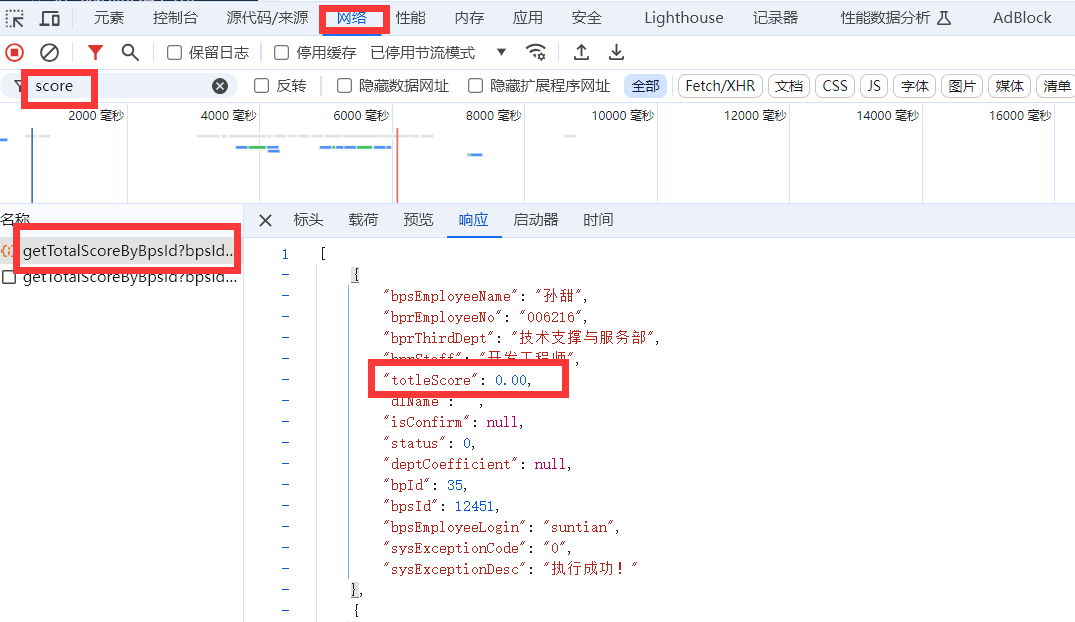 元素 控制台 源代码/来源 网络 性能 内存 应用 安全 Lighthouse 记录器 性能数据分析 AdBlock
保留日志 停用缓存 已停用节流模式
score 反转 隐藏数据网址 隐藏扩展程序网址 全部 Fetch/XHR 文档 CSS JS 字体 图片 媒体 清单
2000 毫秒 4000 毫秒 6000 毫秒 8000 毫秒 10000 毫秒 12000 毫秒 14000 毫秒 16000 毫秒
名称 标头 载荷 预览 响应 启动器 时间
getTotalScoreByBpsId?bpsId...
getTotalScoreByBpsId?bpsId...
1 [
{
"bpsEmployeeName": "孙甜",
"bprEmployeeNo": "006216",
"bprThirdDept": "技术支撑与服务部",
"bprStaff": "开发工程师",
"totleScore": 0.00,
"dlName": "",
"isConfirm": null,
"status": 0,
"deptCoefficient": null,
"bpId": 35,
"bpsId": 12451,
"bpsEmployeeLogin": "suntian",
"sysExceptionCode": "0",
"sysExceptionDesc": "执行成功！"
},
{